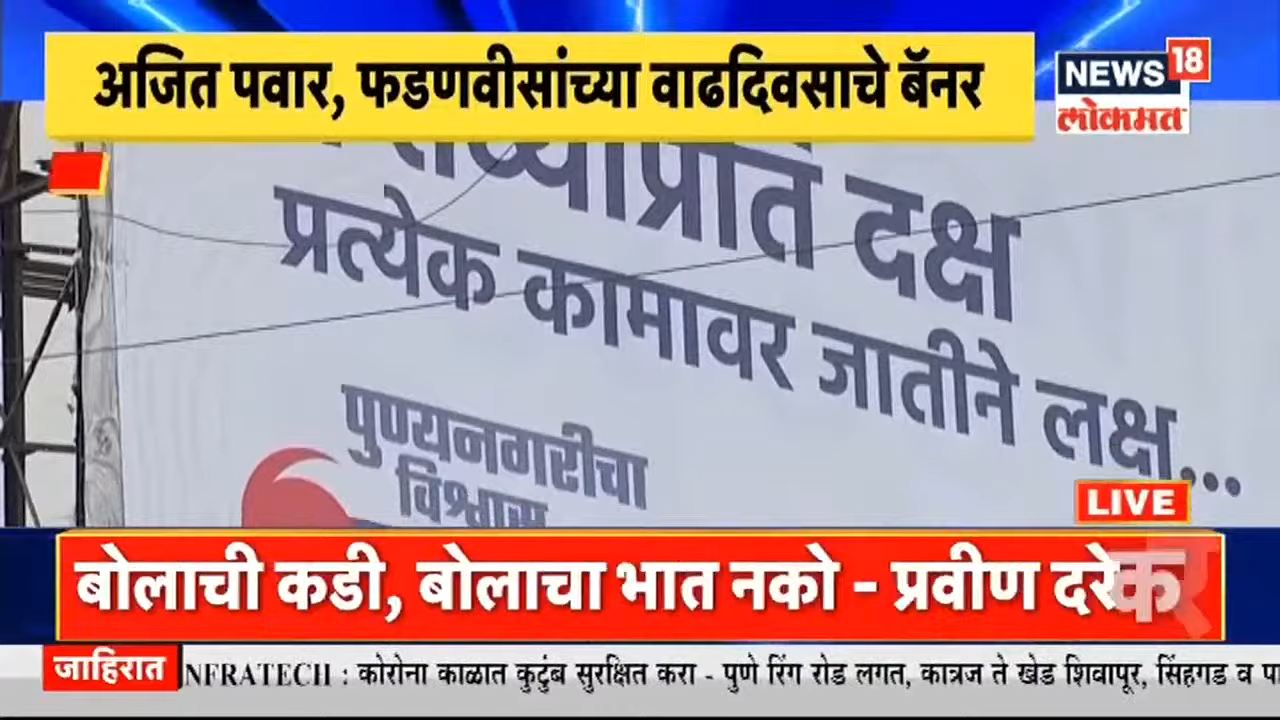 अजित पवार, फडणवीसांच्या वाढदिवसाचे बॅनर
NEWS 18
लोकमत
दक्ष
प्रत्येक कामावर जातीने लक्ष...
पुण्यनगरीचा
विश्वास
LIVE
बोलाची कडी, बोलाचा भात नको - प्रवीण दरेक
जाहिरात
NFRATECH : कोरोना काळात कुटुंब सुरक्षित करा - पुणे रिंग रोड लगत, कात्रज ते खेड शिवापूर, सिंहगड व